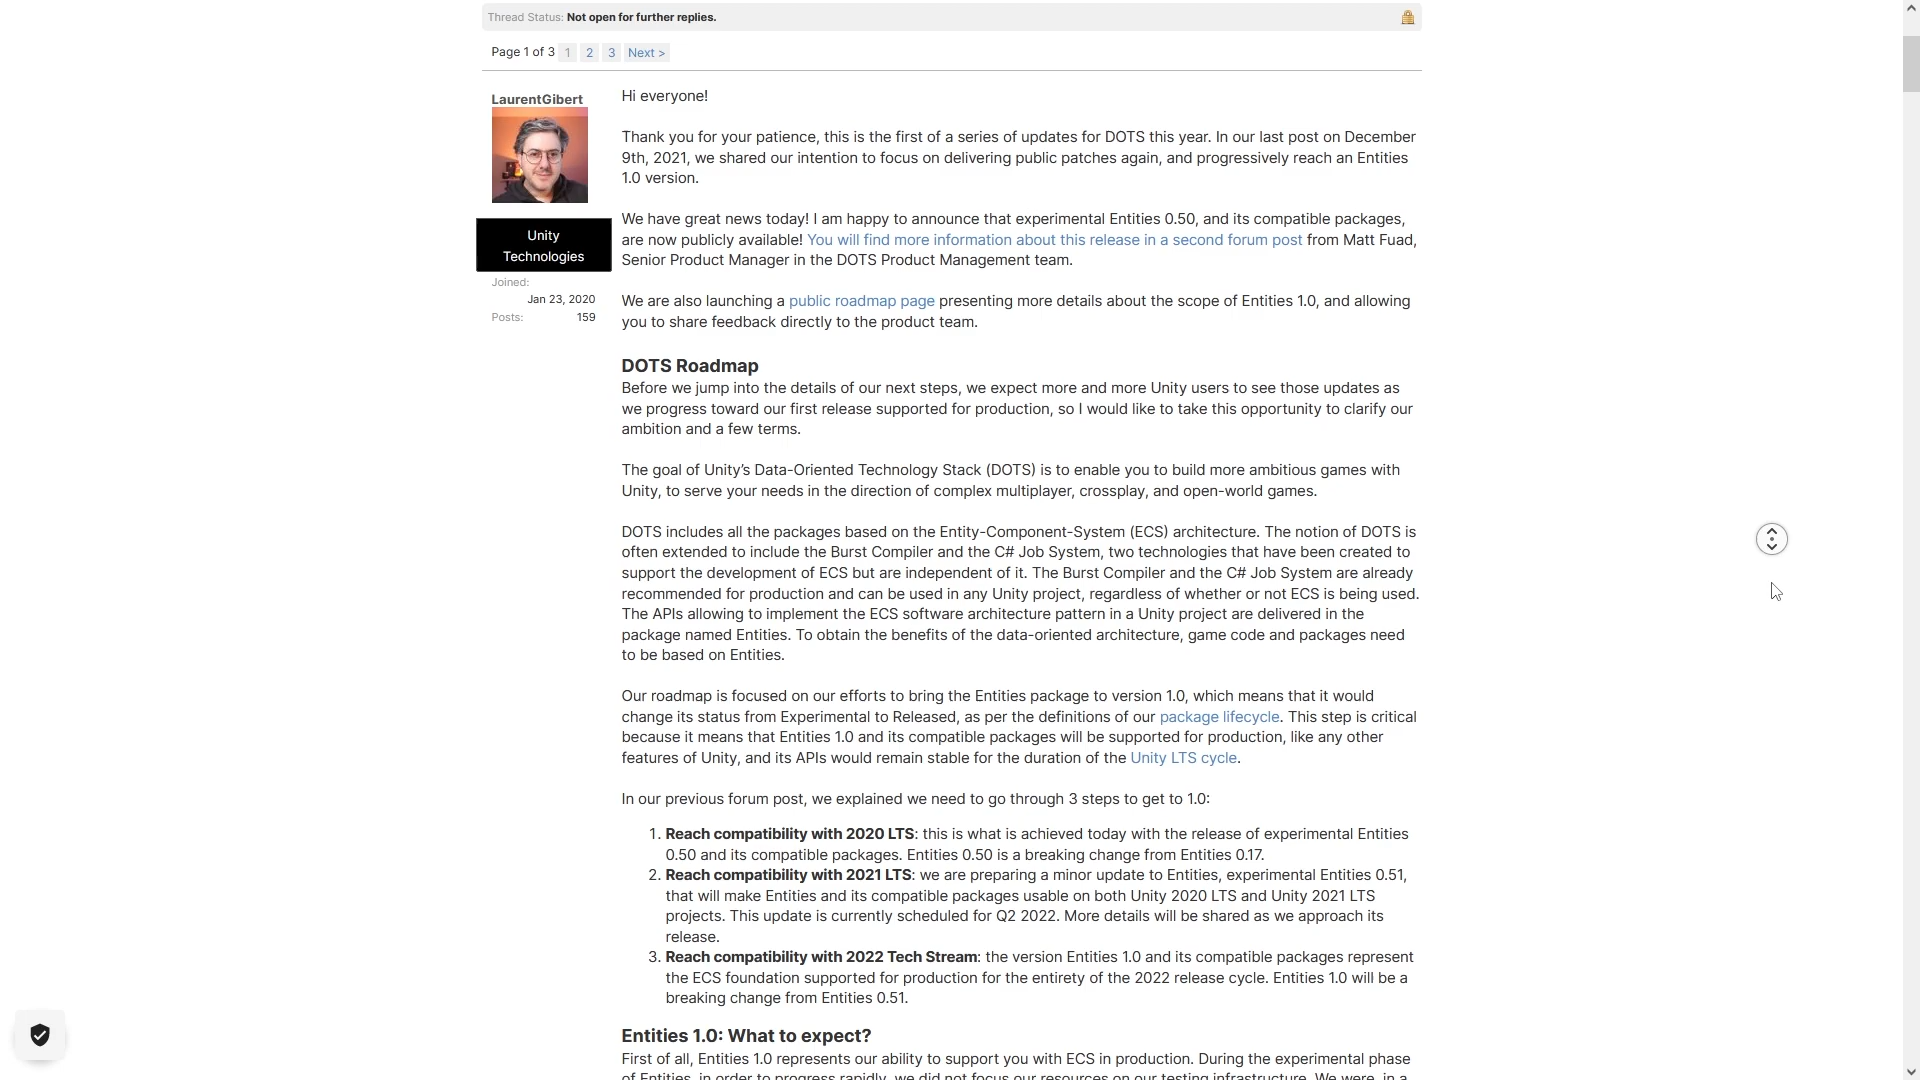 Thread Status: Not open for further replies.
Page 1 of 3 1 2 3 Next >
LaurentGibert
Unity
Technologies
Joined:
Jan 23, 2020
Posts: 159
Hi everyone!
Thank you for your patience, this is the first of a series of updates for DOTS this year. In our last post on December
9th, 2021, we shared our intention to focus on delivering public patches again, and progressively reach an Entities
1.0 version.
We have great news today! I am happy to announce that experimental Entities 0.50, and its compatible packages,
are now publicly available! You will find more information about this release in a second forum post from Matt Fuad,
Senior Product Manager in the DOTS Product Management team.
We are also launching a public roadmap page presenting more details about the scope of Entities 1.0, and allowing
you to share feedback directly to the product team.
DOTS Roadmap
Before we jump into the details of our next steps, we expect more and more Unity users to see those updates as
we progress toward our first release supported for production, so I would like to take this opportunity to clarify our
ambition and a few terms.
The goal of Unity’s Data-Oriented Technology Stack (DOTS) is to enable you to build more ambitious games with
Unity, to serve your needs in the direction of complex multiplayer, crossplay, and open-world games.
DOTS includes all the packages based on the Entity-Component-System (ECS) architecture. The notion of DOTS is
often extended to include the Burst Compiler and the C# Job System, two technologies that have been created to
support the development of ECS but are independent of it. The Burst Compiler and the C# Job System are already
recommended for production and can be used in any Unity project, regardless of whether or not ECS is being used.
The APIs allowing to implement the ECS software architecture pattern in a Unity project are delivered in the
package named Entities. To obtain the benefits of the data-oriented architecture, game code and packages need
to be based on Entities.
Our roadmap is focused on our efforts to bring the Entities package to version 1.0, which means that it would
change its status from Experimental to Released, as per the definitions of our package lifecycle. This step is critical
because it means that Entities 1.0 and its compatible packages will be supported for production, like any other
features of Unity, and its APIs would remain stable for the duration of the Unity LTS cycle.
In our previous forum post, we explained we need to go through 3 steps to get to 1.0:
1. Reach compatibility with 2020 LTS: this is what is achieved today with the release of experimental Entities
0.50 and its compatible packages. Entities 0.50 is a breaking change from Entities 0.17.
2. Reach compatibility with 2021 LTS: we are preparing a minor update to Entities, experimental Entities 0.51,
that will make Entities and its compatible packages usable on both Unity 2020 LTS and Unity 2021 LTS
projects. This update is currently scheduled for Q2 2022. More details will be shared as we approach its
release.
3. Reach compatibility with 2022 Tech Stream: the version Entities 1.0 and its compatible packages represent
the ECS foundation supported for production for the entirety of the 2022 release cycle. Entities 1.0 will be a
breaking change from Entities 0.51.
Entities 1.0: What to expect?
First of all, Entities 1.0 represents our ability to support you with ECS in production. During the experimental phase
of Entities, in order to progress rapidly, we did not focus our resources on our testing infrastructure. We were, in a